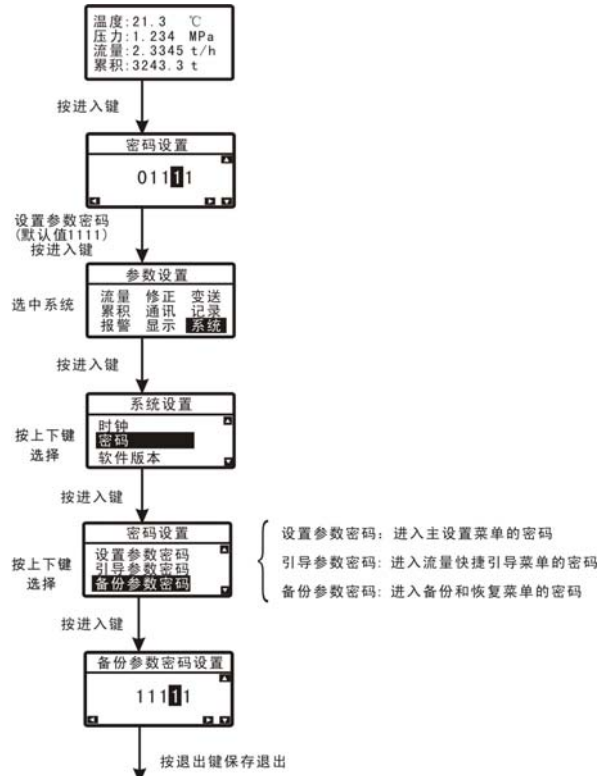 温度:21.3 ℃
压力:1.234 MPa
流量:2.3345 t/h
累积:3243.3 t
按进入键
密码设置
01111
设置参数密码
(默认值1111)
按进入键
参数设置
选中系统
流量 修正 变送
累积 通讯 记录
报警 显示 系统
按进入键
系统设置
按上下键
选择
时钟
密码
软件版本
按进入键
密码设置
按上下键
选择
设置参数密码
引导参数密码
备份参数密码
设置参数密码：进入主设置菜单的密码
引导参数密码: 进入流量快捷引导菜单的密码
备份参数密码: 进入备份和恢复菜单的密码
按进入键
备份参数密码设置
11111
按退出键保存退出